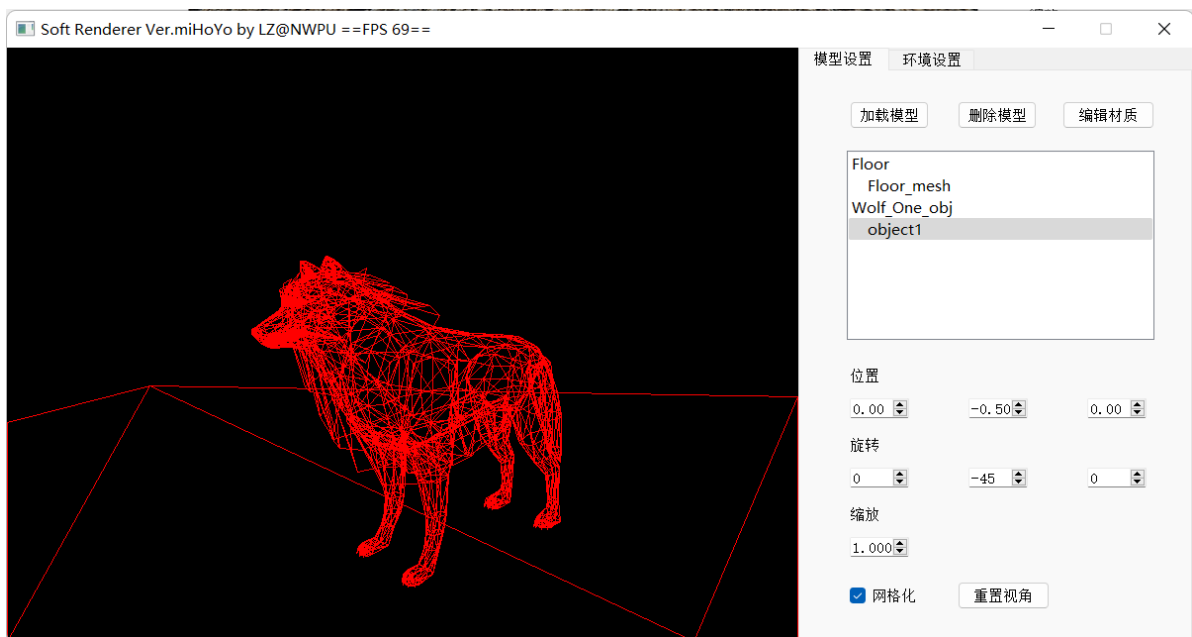 Soft Renderer Ver.miHoYo by LZ@NWPU ==FPS 69==
模型设置 环境设置
加载模型 删除模型 编辑材质
Floor
Floor_mesh
Wolf_One_obj
object1
位置
0.00 -0.50 0.00
旋转
0 -45 0
缩放
1.000
网格化 重置视角